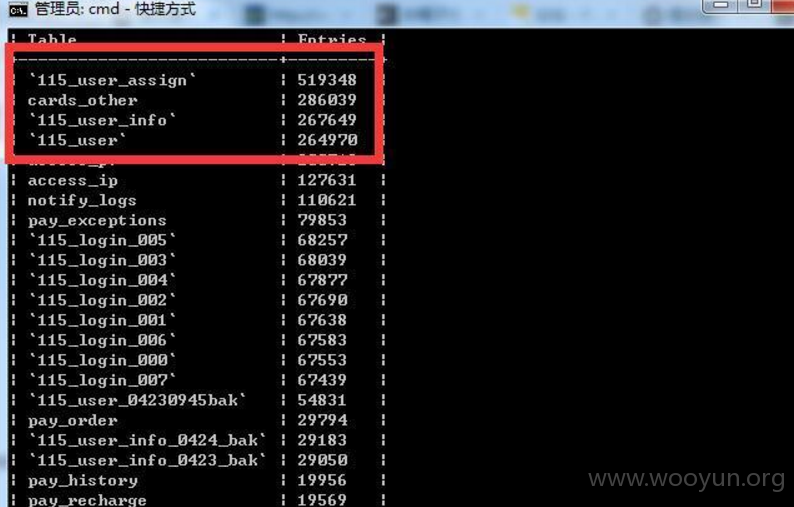 管理员: cmd - 快捷方式
| Table | Entries |
| `115_user_assign` | 519348 |
| cards_other | 286039 |
| `115_user_info` | 267649 |
| `115_user` | 264970 |
| access_ip | 127631 |
| notify_logs | 110621 |
| pay_exceptions | 79853 |
| `115_login_005` | 68257 |
| `115_login_003` | 68039 |
| `115_login_004` | 67877 |
| `115_login_002` | 67690 |
| `115_login_001` | 67638 |
| `115_login_006` | 67583 |
| `115_login_000` | 67553 |
| `115_login_007` | 67439 |
| `115_user_04230945bak` | 54831 |
| pay_order | 29794 |
| `115_user_info_0424_bak` | 29183 |
| `115_user_info_0423_bak` | 29050 |
| pay_history | 19956 |
| pay_recharge | 19569 |
www.wooyun.org